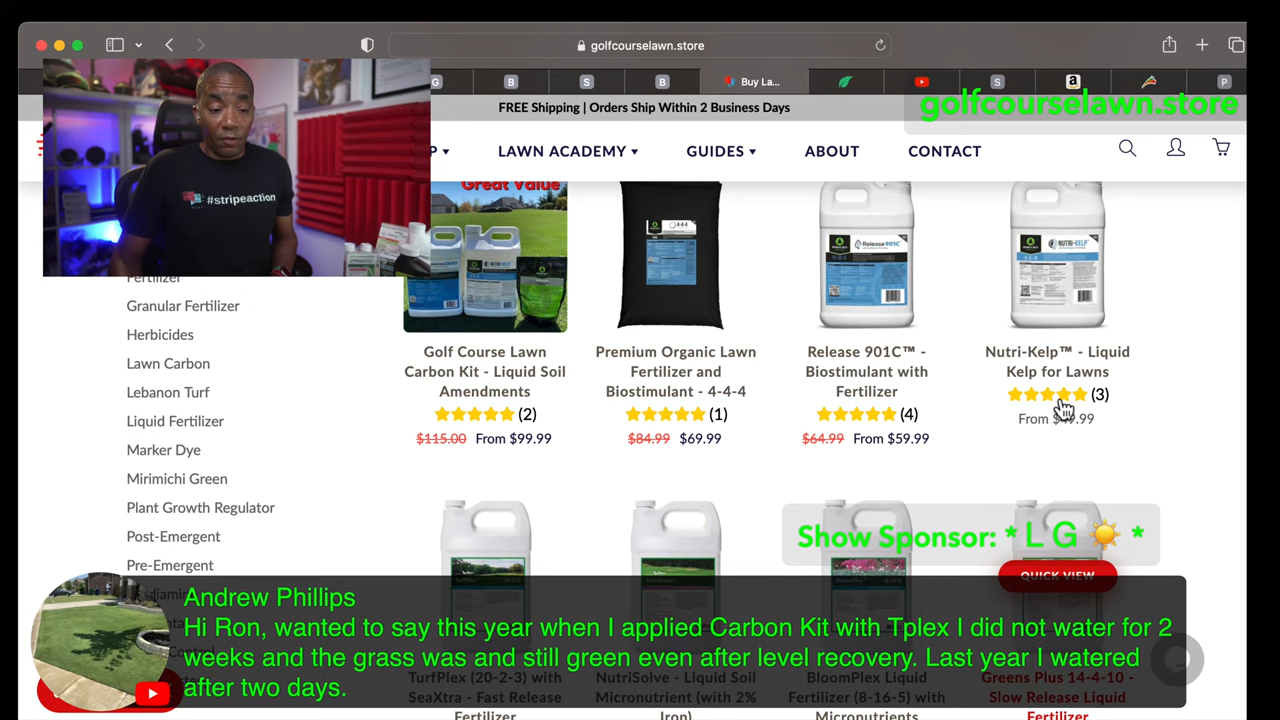 golfcourselawn.store
G
B
S
B
Buy La...
S
a
P
FREE Shipping | Orders Ship Within 2 Business Days
golfcourselawn.store
P
LAWN ACADEMY
GUIDES
ABOUT
CONTACT
#stripeaction
Great Value
4-4-4
Release 901C
NUTRI-KELP
Fertilizer
Granular Fertilizer
Herbicides
Lawn Carbon
Lebanon Turf
Liquid Fertilizer
Marker Dye
Mirimichi Green
Plant Growth Regulator
Post-Emergent
Pre-Emergent
Golf Course Lawn
Carbon Kit - Liquid Soil
Amendments
(2)
$115.00 From $99.99
Premium Organic Lawn
Fertilizer and
Biostimulant - 4-4-4
(1)
$84.99 $69.99
Release 901C™ -
Biostimulant with
Fertilizer
(4)
$64.99 From $59.99
Nutri-Kelp™ - Liquid
Kelp for Lawns
(3)
From
Show Sponsor: * L G ☀️ *
QUICK VIEW
Andrew Phillips
Hi Ron, wanted to say this year when I applied Carbon Kit with Tplex I did not water for 2
weeks and the grass was and still green even after level recovery. Last year I watered
after two days.
TurfPlex (20-2-3) with
SeaXtra - Fast Release
NutriSolve - Liquid Soil
Micronutrient (with 2%
Iron)
BloomPlex Liquid
Fertilizer (8-16-5) with
Micronutrients
Greens Plus 14-4-10 -
Slow Release Liquid
Fertilizer